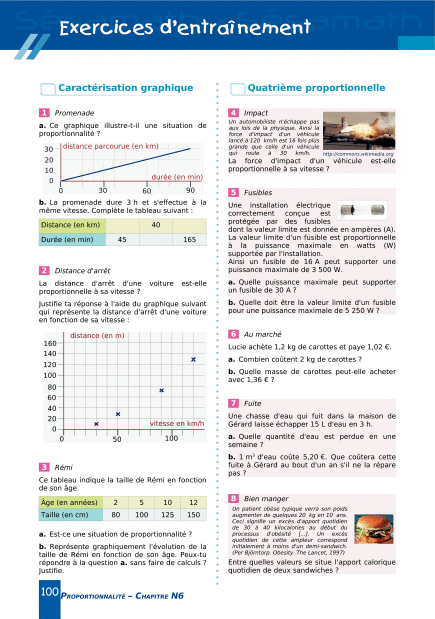 Exercices d'entraînement
Caractérisation graphique
1 Promenade
a. Ce graphique illustre-t-il une situation de
proportionnalité ?
distance parcourue (en km)
30
20
10
0
durée (en min)
0 30 60 90
b. La promenade dure 3 h et s'effectue à la
même vitesse. Complète le tableau suivant :
Distance (en km) 40
Durée (en min) 45 165
2 Distance d'arrêt
La distance d'arrêt d'une voiture est-elle
proportionnelle à sa vitesse ?
Justifie ta réponse à l'aide du graphique suivant
qui représente la distance d'arrêt d'une voiture
en fonction de sa vitesse :
distance (en m)
160
140
120
100
80
60
40
20
0
vitesse en km/h
0 50 100
3 Rémi
Ce tableau indique la taille de Rémi en fonction
de son âge.
Âge (en années) 2 5 10 12
Taille (en cm) 80 100 125 150
a. Est-ce une situation de proportionnalité ?
b. Représente graphiquement l'évolution de la
taille de Rémi en fonction de son âge. Peux-tu
répondre à la question a. sans faire de calculs ?
Justifie.
Quatrième proportionnelle
4 Impact
Un automobiliste n'échappe pas
aux lois de la physique. Ainsi la
force d'impact d'un véhicule
lancé à 120 km/h est 16 fois plus
grande que celle d'un véhicule
qui roule à 30 km/h.
http://commons.wikimedia.org
La force d'impact d'un véhicule est-elle
proportionnelle à sa vitesse ?
5 Fusibles
Une installation électrique
correctement conçue est
protégée par des fusibles
dont la valeur limite est donnée en ampères (A).
La valeur limite d'un fusible est proportionnelle
à la puissance maximale en watts (W)
supportée par l'installation.
Ainsi un fusible de 16 A peut supporter une
puissance maximale de 3 500 W.
a. Quelle puissance maximale peut supporter
un fusible de 30 A ?
b. Quelle doit être la valeur limite d'un fusible
pour une puissance maximale de 5 250 W ?
6 Au marché
Lucie achète 1,2 kg de carottes et paye 1,02 €.
a. Combien coûtent 2 kg de carottes ?
b. Quelle masse de carottes peut-elle acheter
avec 1,36 € ?
7 Fuite
Une chasse d'eau qui fuit dans la maison de
Gérard laisse échapper 15 L d'eau en 3 h.
a. Quelle quantité d'eau est perdue en une
semaine ?
b. 1 m³ d'eau coûte 5,20 €. Que coûtera cette
fuite à Gérard au bout d'un an s'il ne la répare
pas ?
8 Bien manger
Un patient obèse typique verra son poids
augmenter de quelques 20 kg en 10 ans.
Ceci signifie un excès d'apport quotidien
de 30 à 40 kilocalories au début du
processus d'obésité [...]. Un excès
quotidien de cette ampleur correspond
initialement à moins d'un demi-sandwich.
(Per Björntorp. Obesity. The Lancet, 1997)
Entre quelles valeurs se situe l'apport calorique
quotidien de deux sandwiches ?
100 PROPORTIONNALITÉ – CHAPITRE N6